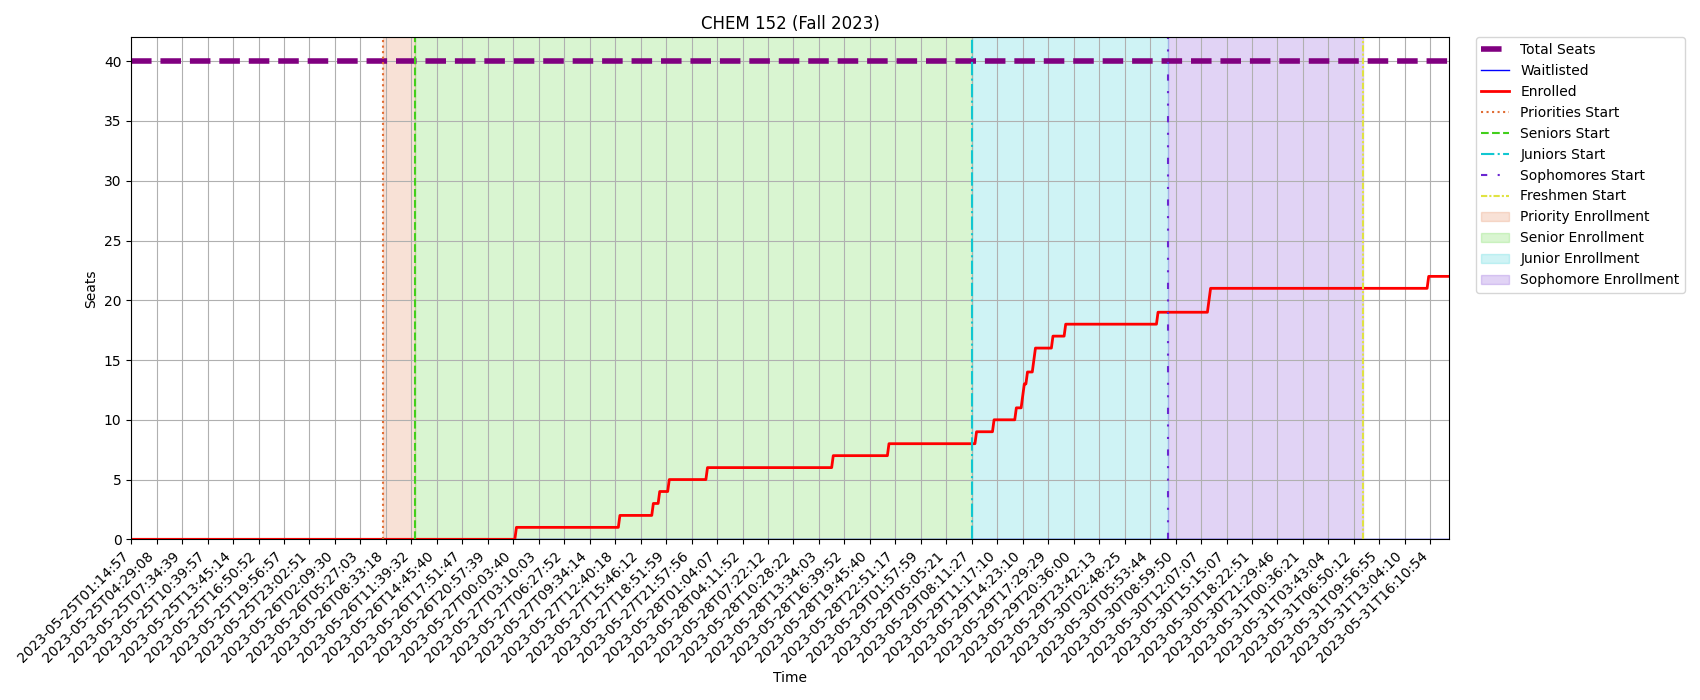 CHEM 152 (Fall 2023)
Total Seats
Waitlisted
Enrolled
Priorities Start
Seniors Start
Juniors Start
Sophomores Start
Freshmen Start
Priority Enrollment
Senior Enrollment
Junior Enrollment
Sophomore Enrollment
Seats
40
35
30
25
20
15
10
5
0
2023-05-25T01:14:57
2023-05-25T04:29:08
2023-05-25T07:34:39
2023-05-25T10:39:57
2023-05-25T13:45:14
2023-05-25T16:50:52
2023-05-25T19:56:57
2023-05-25T23:02:51
2023-05-26T02:09:30
2023-05-26T05:27:03
2023-05-26T08:33:18
2023-05-26T11:39:32
2023-05-26T14:45:40
2023-05-26T17:51:47
2023-05-26T20:57:39
2023-05-27T00:03:40
2023-05-27T03:10:03
2023-05-27T06:27:52
2023-05-27T09:34:14
2023-05-27T12:40:18
2023-05-27T15:46:12
2023-05-27T18:51:59
2023-05-27T21:57:56
2023-05-28T01:04:07
2023-05-28T04:11:52
2023-05-28T07:22:12
2023-05-28T10:28:22
2023-05-28T13:34:03
2023-05-28T16:39:52
2023-05-28T19:45:40
2023-05-28T22:51:17
2023-05-29T01:57:59
2023-05-29T05:05:21
2023-05-29T08:11:27
2023-05-29T11:17:10
2023-05-29T14:23:10
2023-05-29T17:29:29
2023-05-29T20:36:00
2023-05-29T23:42:13
2023-05-30T02:48:25
2023-05-30T05:53:44
2023-05-30T08:59:50
2023-05-30T12:07:07
2023-05-30T15:15:07
2023-05-30T18:22:51
2023-05-30T21:29:46
2023-05-31T00:36:21
2023-05-31T03:43:04
2023-05-31T06:50:12
2023-05-31T09:56:55
2023-05-31T13:04:10
2023-05-31T16:10:54
Time